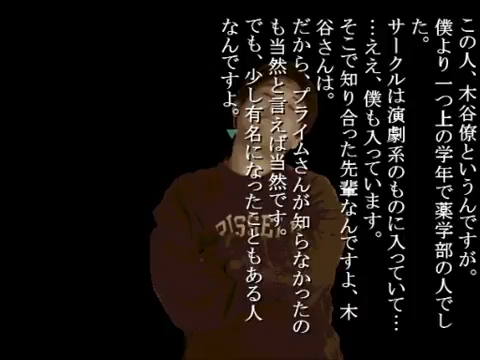 この人、木谷僚というんですが。
僕より一つ上の学年で薬学部の人でし
た。
サークルは演劇系のものに入っていて…
…ええ、僕も入っています。
そこで知り合った先輩なんですよ、木
谷さんは。
だから、プライムさんが知らなかったの
も当然と言えば当然です。
でも、少し有名になったこともある人
なんですよ。